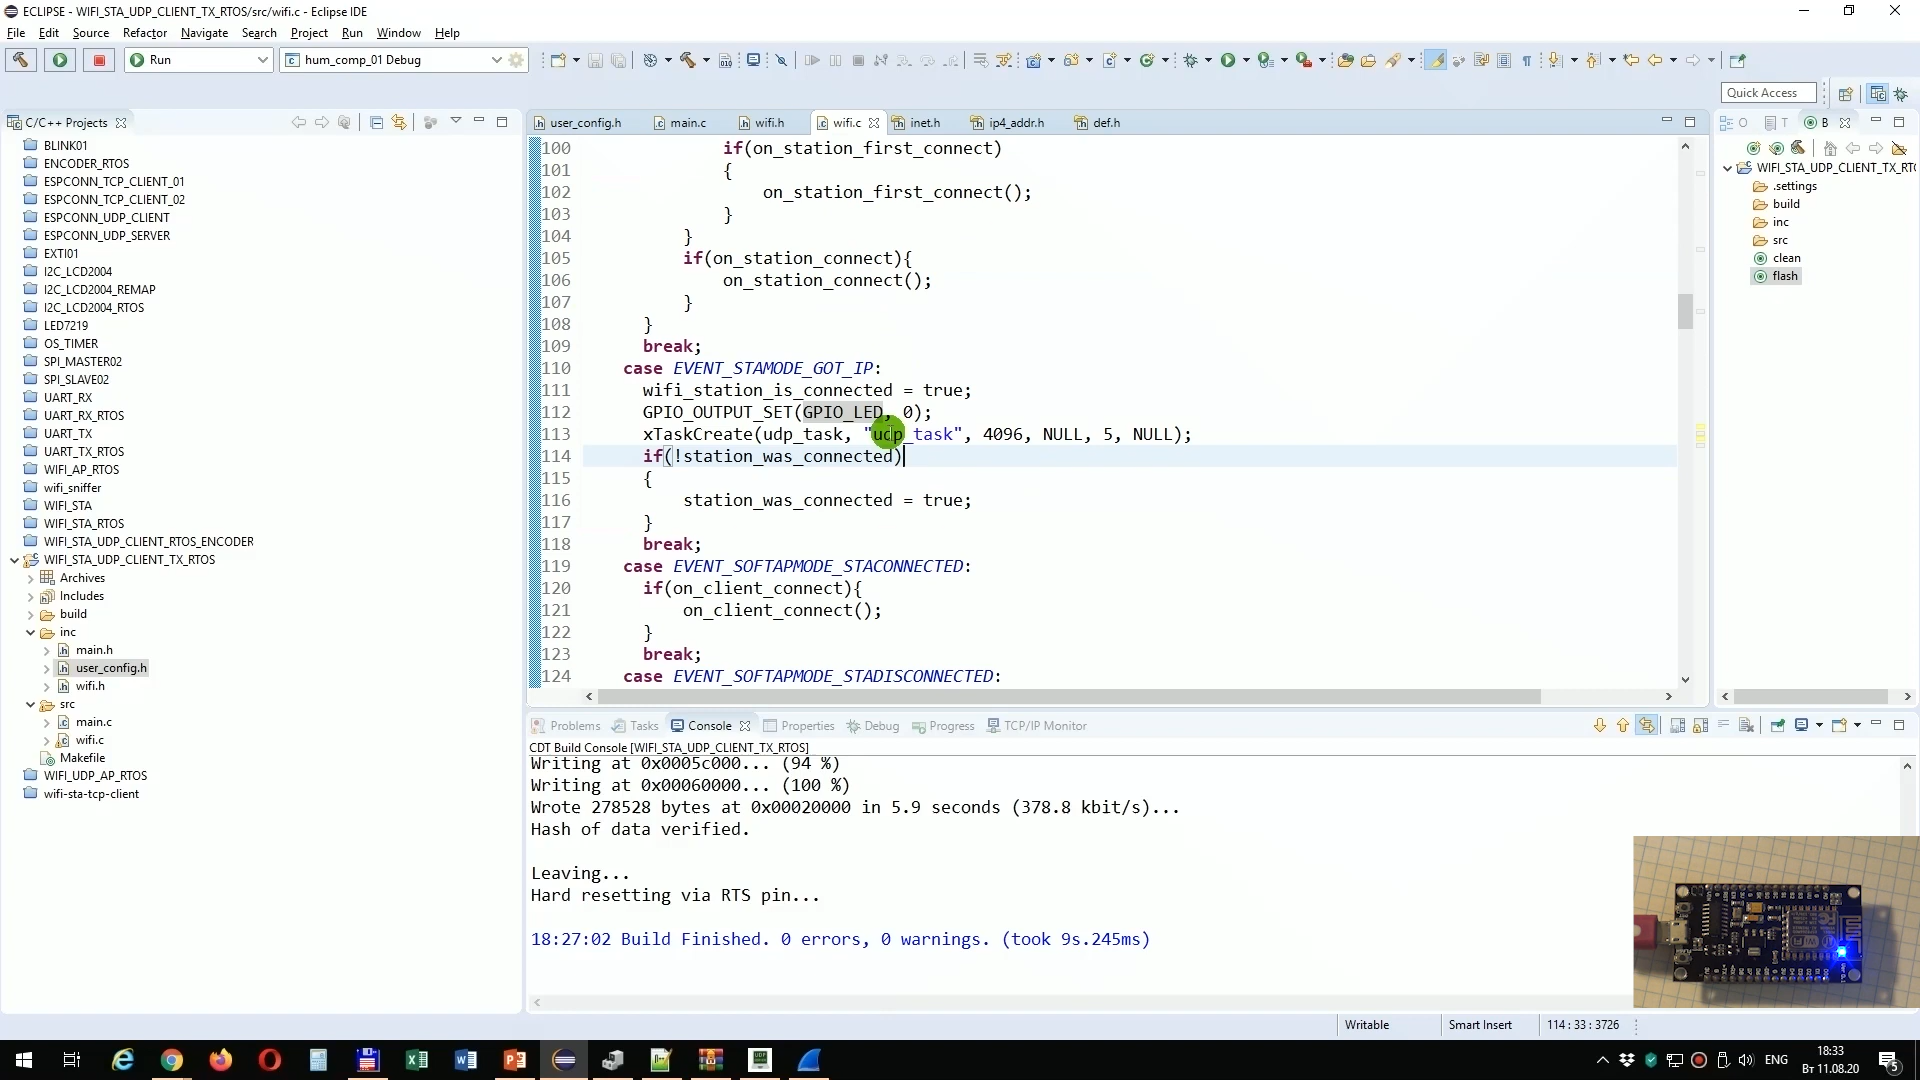 ECLIPSE - WIFI_STA_UDP_CLIENT_TX_RTOS/src/wifi.c - Eclipse IDE
File Edit Source Refactor Navigate Search Project Run Window Help
Run
hum_comp_01 Debug
Quick Access
C/C++ Projects
BLINK01
ENCODER_RTOS
ESPCONN_TCP_CLIENT_01
ESPCONN_TCP_CLIENT_02
ESPCONN_UDP_CLIENT
ESPCONN_UDP_SERVER
EXTI01
I2C_LCD2004
I2C_LCD2004_REMAP
I2C_LCD2004_RTOS
LED7219
OS_TIMER
SPI_MASTER02
SPI_SLAVE02
UART_RX
UART_RX_RTOS
UART_TX
UART_TX_RTOS
WIFI_AP_RTOS
wifi_sniffer
WIFI_STA
WIFI_STA_RTOS
WIFI_STA_UDP_CLIENT_RTOS_ENCODER
WIFI_STA_UDP_CLIENT_TX_RTOS
Archives
Includes
build
inc
main.h
user_config.h
wifi.h
src
main.c
wifi.c
Makefile
WIFI_UDP_AP_RTOS
wifi-sta-tcp-client
user_config.h main.c wifi.h wifi.c inet.h ip4_addr.h def.h
100 if(on_station_first_connect)
101 {
102 on_station_first_connect();
103 }
104 }
105 if(on_station_connect){
106 on_station_connect();
107 }
108 }
109 break;
110 case EVENT_STAMODE_GOT_IP:
111 wifi_station_is_connected = true;
112 GPIO_OUTPUT_SET(GPIO_LED, 0);
113 xTaskCreate(udp_task, "udp_task", 4096, NULL, 5, NULL);
114 if(!station_was_connected)
115 {
116 station_was_connected = true;
117 }
118 break;
119 case EVENT_SOFTAPMODE_STACONNECTED:
120 if(on_client_connect){
121 on_client_connect();
122 }
123 break;
124 case EVENT_SOFTAPMODE_STADISCONNECTED:
O T B
WIFI_STA_UDP_CLIENT_TX_RTO
.settings
build
inc
src
clean
flash
Problems Tasks Console Properties Debug Progress TCP/IP Monitor
CDT Build Console [WIFI_STA_UDP_CLIENT_TX_RTOS]
Writing at 0x0005c000... (94 %)
Writing at 0x00060000... (100 %)
Wrote 278528 bytes at 0x00020000 in 5.9 seconds (378.8 kbit/s)...
Hash of data verified.
Leaving...
Hard resetting via RTS pin...
18:27:02 Build Finished. 0 errors, 0 warnings. (took 9s.245ms)
Writable Smart Insert 114 : 33 : 3726
ENG
18:33
Вт 11.08.20
5